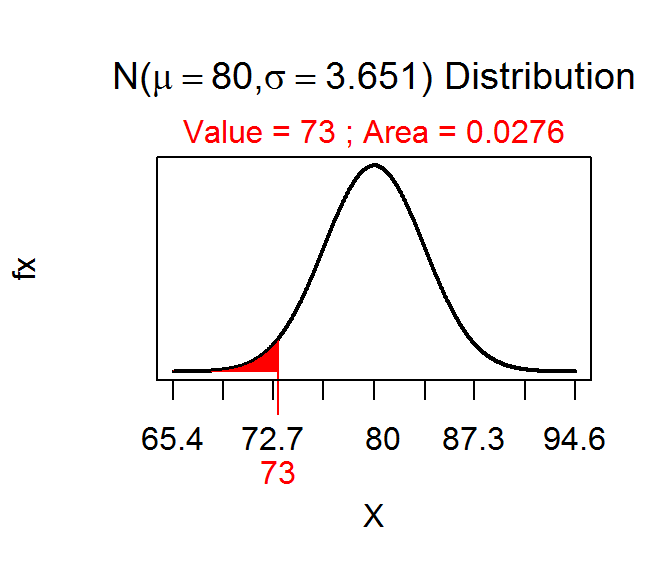 N(μ = 80,σ = 3.651) Distribution
Value = 73 ; Area = 0.0276
fx
65.4 72.7 80 87.3 94.6
73
X